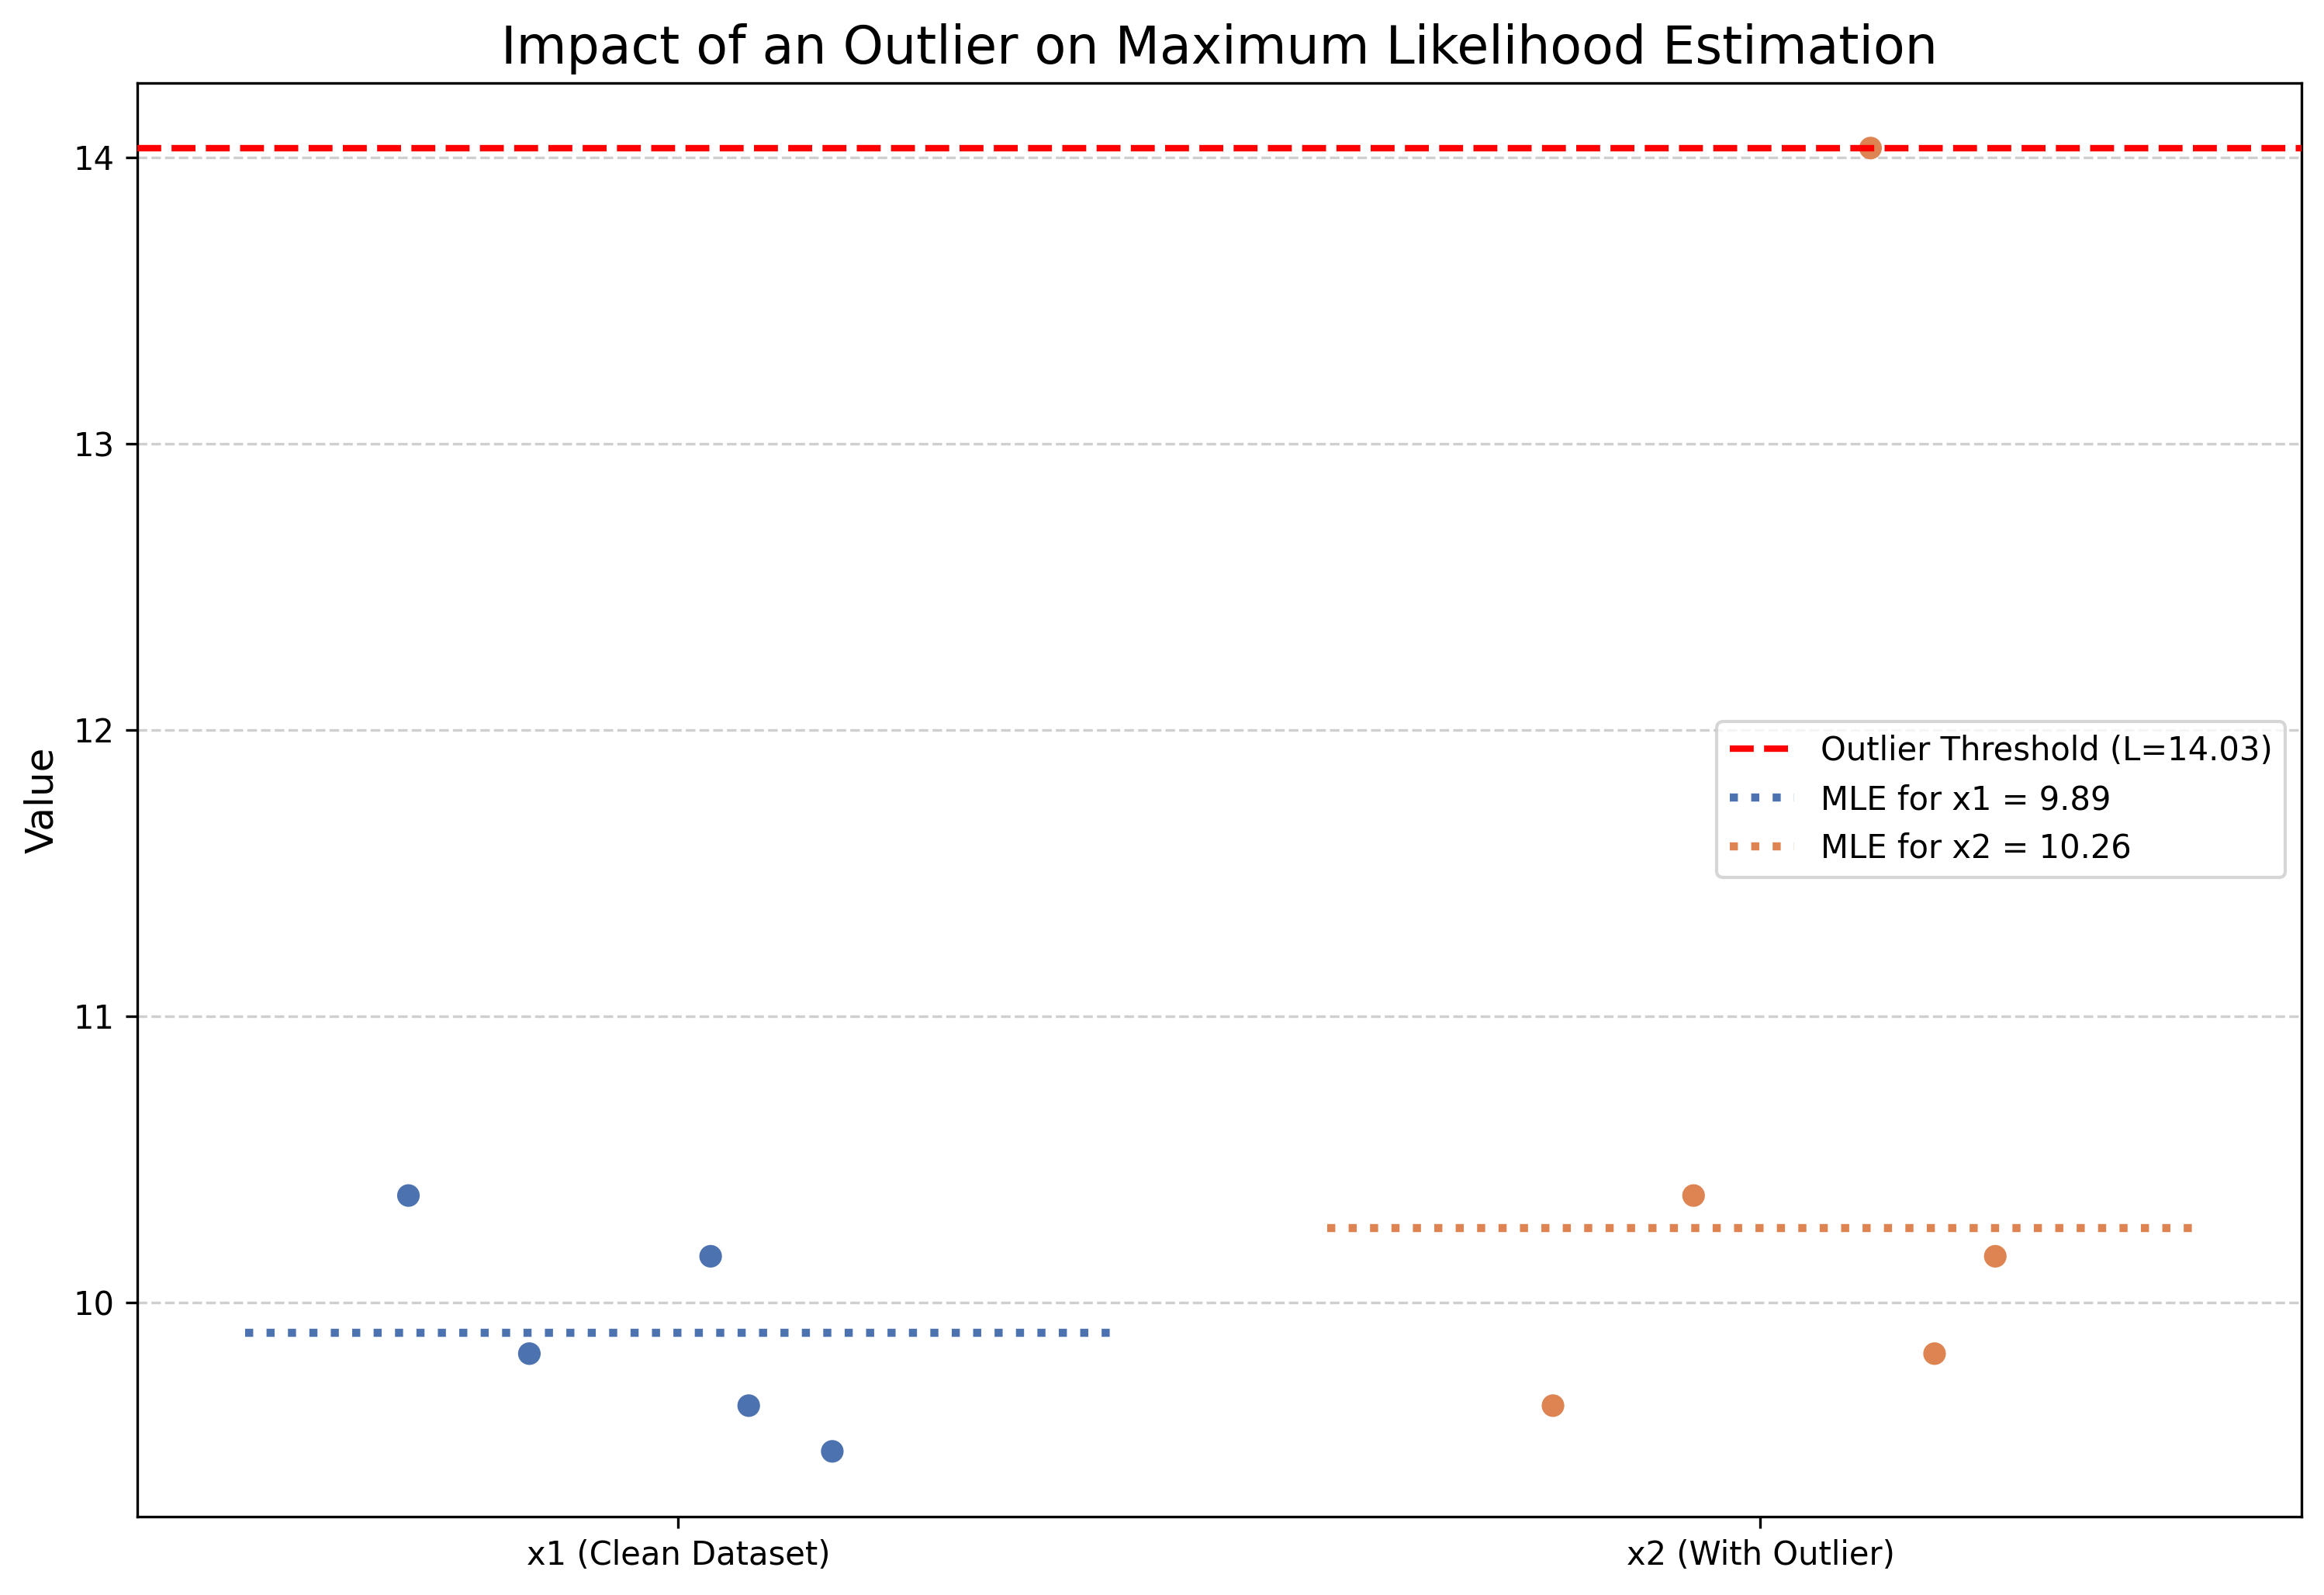 Impact of an Outlier on Maximum Likelihood Estimation
14
13
12
11
10
Value
Outlier Threshold (L=14.03)
MLE for x1 = 9.89
MLE for x2 = 10.26
x1 (Clean Dataset)
x2 (With Outlier)